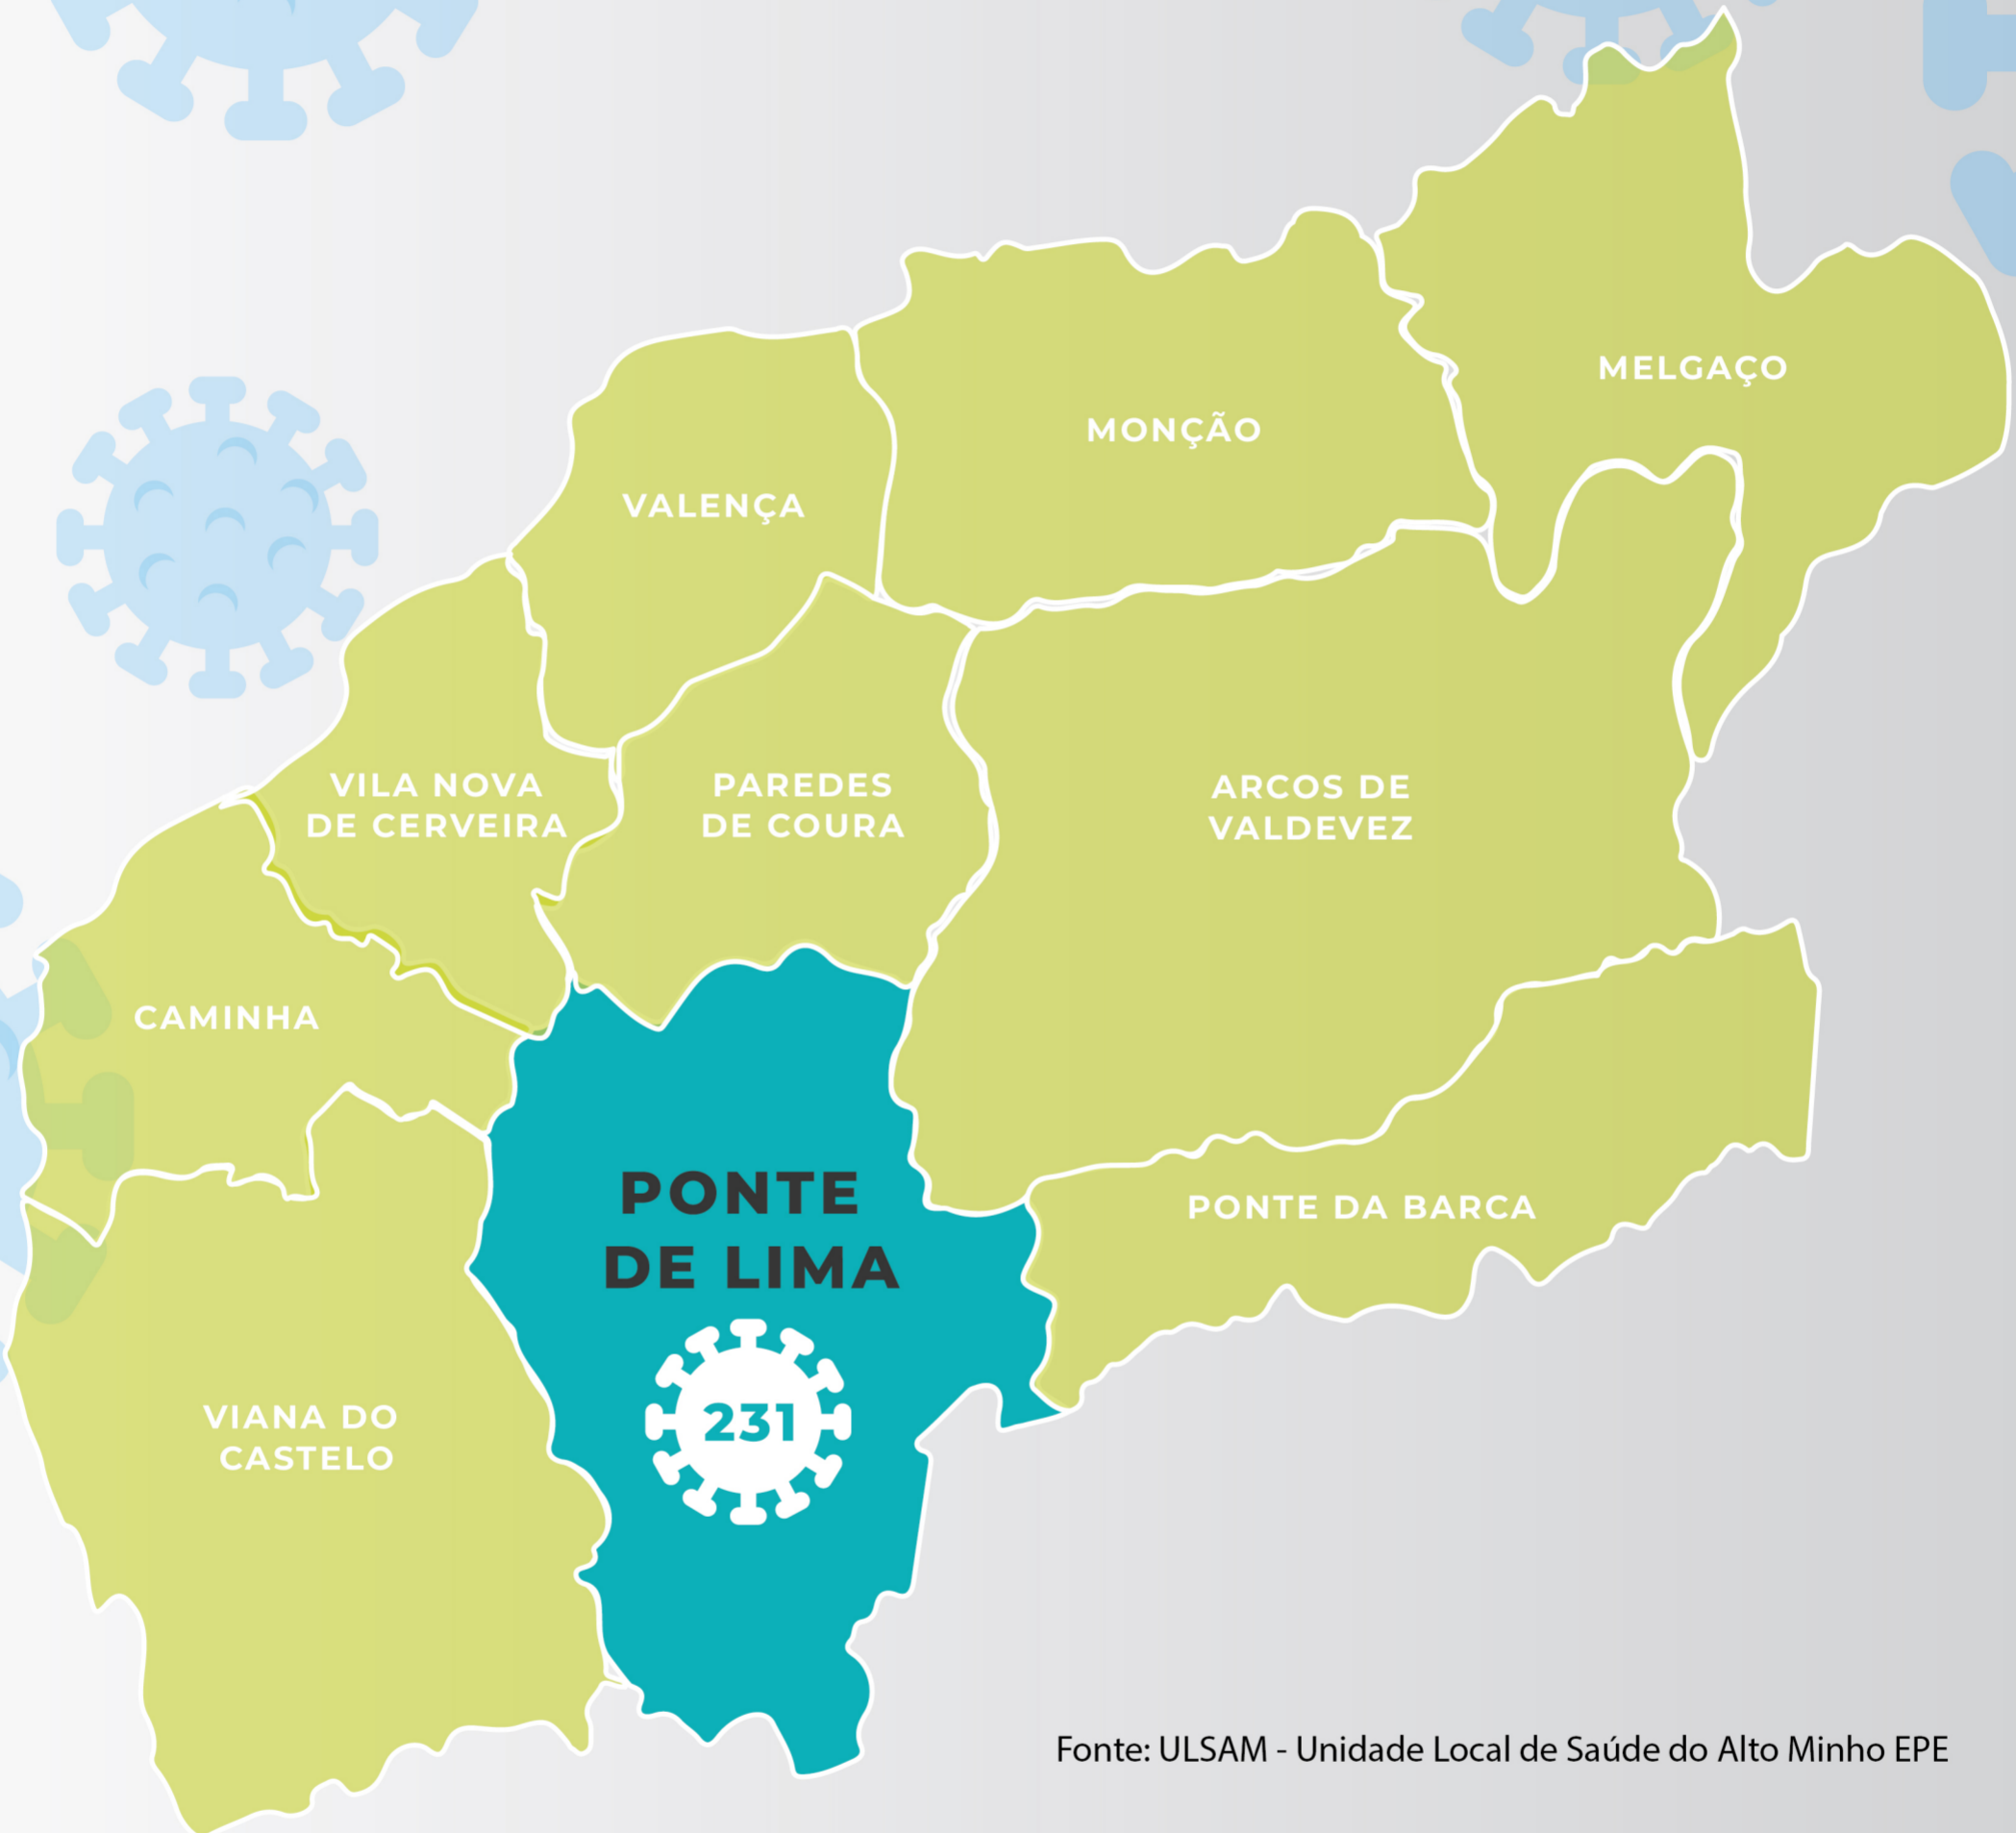 MELGAÇO
MONÇÃO
VALENÇA
VILA NOVA
DE CERVEIRA
PAREDES
DE COURA
ARCOS DE
VALDEVEZ
CAMINHA
PONTE
DE LIMA
231
PONTE DA BARCA
VIANA DO
CASTELO
Fonte: ULSAM - Unidade Local de Saúde do Alto Minho EPE